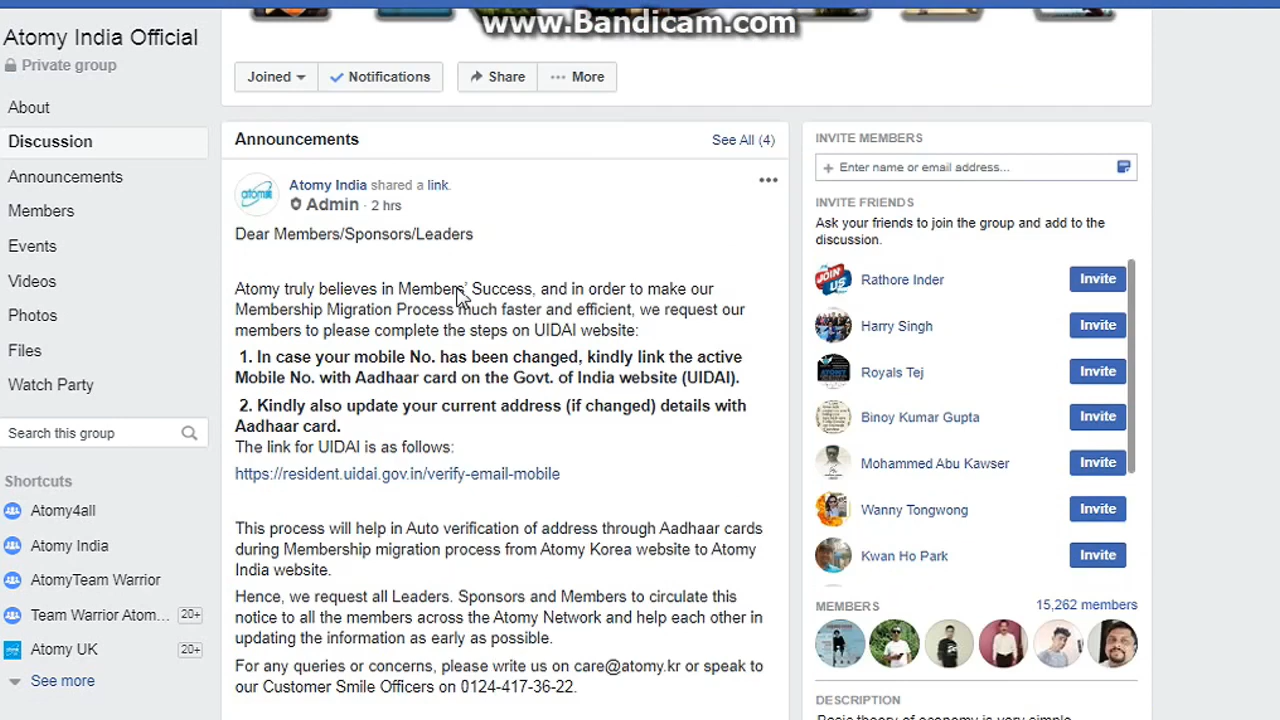 www.Bandicam.com
Atomy India Official
Private group
About
Discussion
Announcements
Members
Events
Videos
Photos
Files
Watch Party
Search this group
Shortcuts
Atomy4all
Atomy India
AtomyTeam Warrior
Team Warrior Atom... 20+
Atomy UK 20+
See more
Joined Notifications Share More
Announcements See All (4)
Atomy India shared a link.
Admin · 2 hrs
Dear Members/Sponsors/Leaders
Atomy truly believes in Members' Success, and in order to make our
Membership Migration Process much faster and efficient, we request our
members to please complete the steps on UIDAI website:
1. In case your mobile No. has been changed, kindly link the active
Mobile No. with Aadhaar card on the Govt. of India website (UIDAI).
2. Kindly also update your current address (if changed) details with
Aadhaar card.
The link for UIDAI is as follows:
https://resident.uidai.gov.in/verify-email-mobile
This process will help in Auto verification of address through Aadhaar cards
during Membership migration process from Atomy Korea website to Atomy
India website.
Hence, we request all Leaders. Sponsors and Members to circulate this
notice to all the members across the Atomy Network and help each other in
updating the information as early as possible.
For any queries or concerns, please write us on care@atomy.kr or speak to
our Customer Smile Officers on 0124-417-36-22.
INVITE MEMBERS
+ Enter name or email address...
INVITE FRIENDS
Ask your friends to join the group and add to the
discussion.
Rathore Inder Invite
Harry Singh Invite
Royals Tej Invite
Binoy Kumar Gupta Invite
Mohammed Abu Kawser Invite
Wanny Tongwong Invite
Kwan Ho Park Invite
MEMBERS 15,262 members
DESCRIPTION
Basic theory of economy is very simple